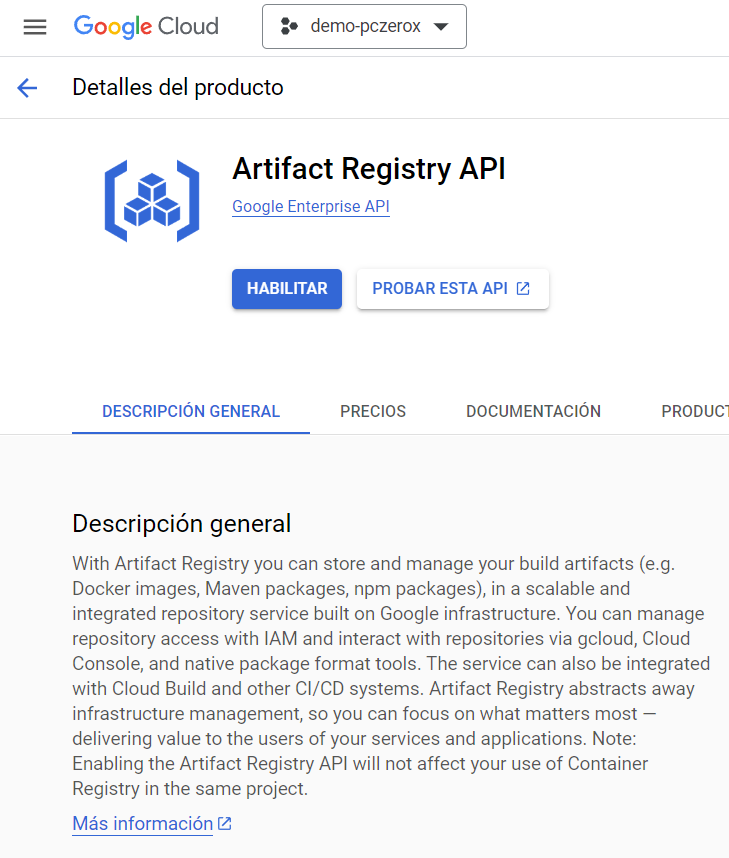 Google Cloud
demo-pczerox
Detalles del producto
Artifact Registry API
Google Enterprise API
HABILITAR
PROBAR ESTA API
DESCRIPCIÓN GENERAL
PRECIOS
DOCUMENTACIÓN
PRODUCT
Descripción general
With Artifact Registry you can store and manage your build artifacts (e.g.
Docker images, Maven packages, npm packages), in a scalable and
integrated repository service built on Google infrastructure. You can manage
repository access with IAM and interact with repositories via gcloud, Cloud
Console, and native package format tools. The service can also be integrated
with Cloud Build and other CI/CD systems. Artifact Registry abstracts away
infrastructure management, so you can focus on what matters most —
delivering value to the users of your services and applications. Note:
Enabling the Artifact Registry API will not affect your use of Container
Registry in the same project.
Más información